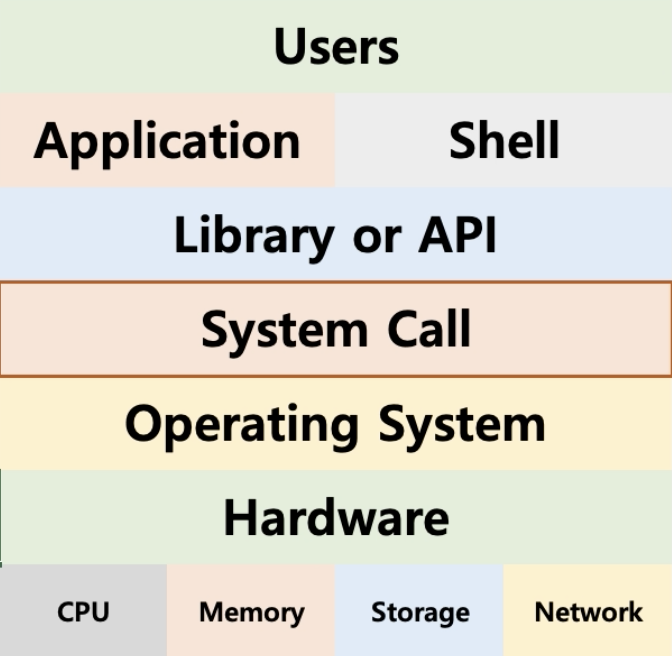 Users
Application Shell
Library or API
System Call
Operating System
Hardware
CPU Memory Storage Network